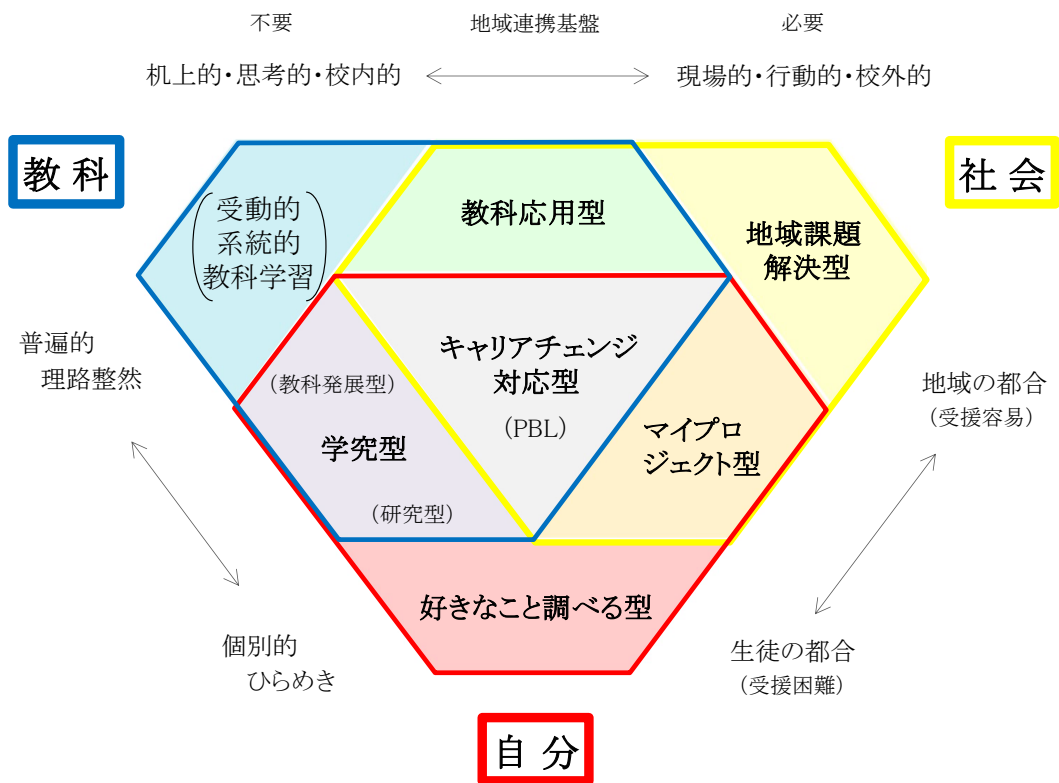 不要
地域連携基盤
必要
机上的・思考的・校内的
現場的・行動的・校外的
教科
社会
受動的
系統的
教科学習
教科応用型
地域課題
解決型
普遍的
理路整然
キャリアチェンジ
対応型
(PBL)
(教科発展型)
学究型
(研究型)
マイプロ
ジェクト型
地域の都合
(受援容易)
好きなこと調べる型
個別的
ひらめき
生徒の都合
(受援困難)
自分